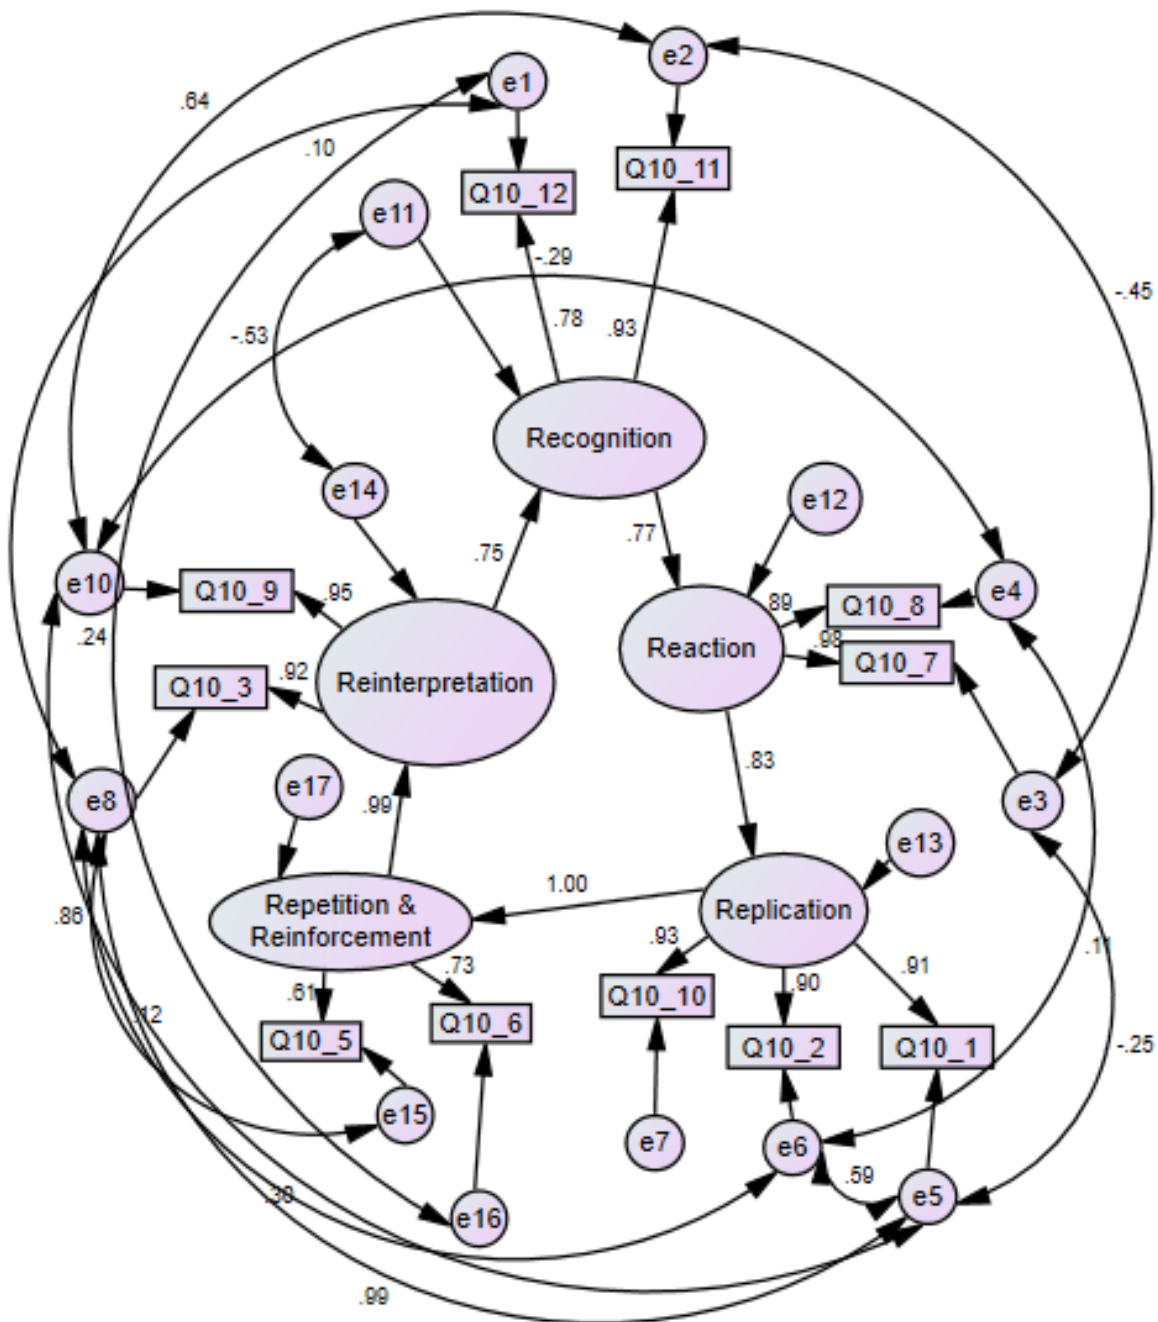 e2
e1
.64
.10
Q10_11
Q10_12
e11
-.29
-.45
.78
.93
-.53
Recognition
e14
e12
.77
.75
e10
Q10_9
.95
e4
.89
Q10_8
.24
Reaction
.98
Q10_7
Reinterpretation
.92
Q10_3
.83
e17
e8
e3
.99
e13
1.00
Repetition &
Reinforcement
Replication
.86
.93
.91
.11
.73
.90
.61
Q10_10
.12
Q10_6
Q10_5
Q10_2
Q10_1
-.25
e15
e7
e6
.59
e5
e16
.38
.99